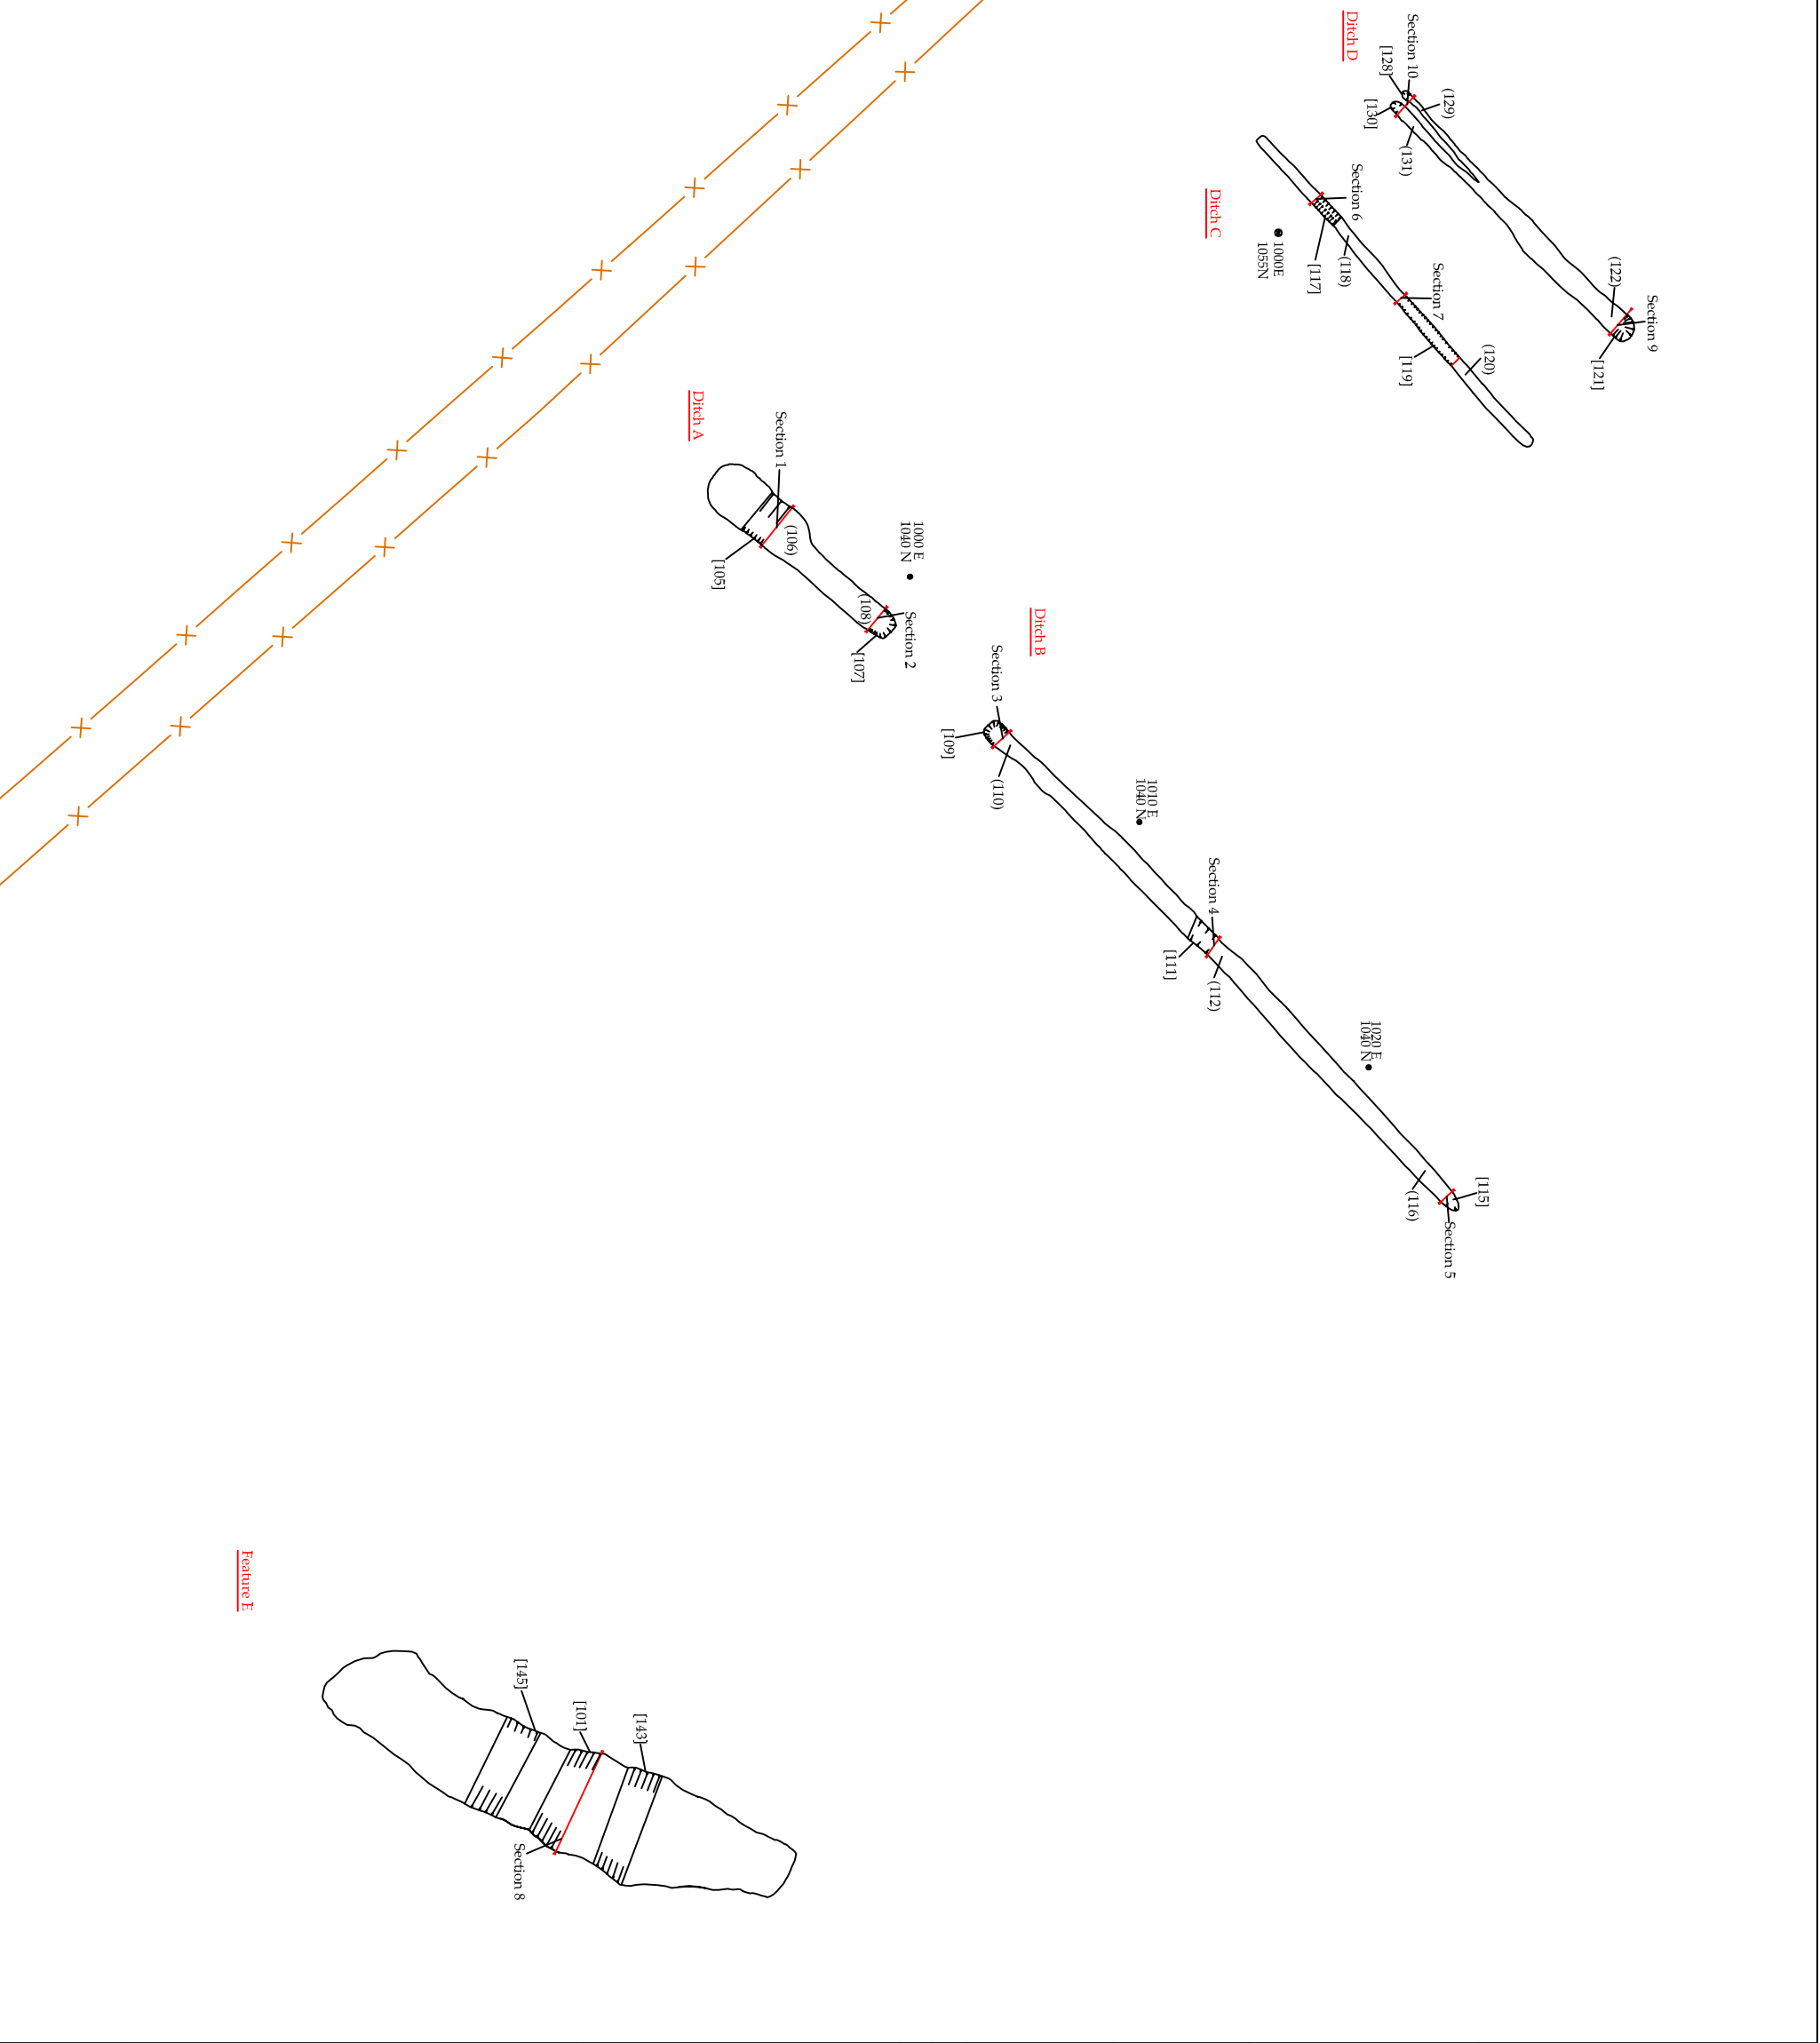 Ditch D
Section 10
[128]
[130]
(129)
(131)
Section 9
(122)
[121]
Ditch C
Section 6
[117]
(118)
Section 7
[119]
(120)
1000E
1055N
Ditch A
Section 1
(106)
[105]
1000 E
1040 N
(108)
Section 2
[107]
Ditch B
Section 3
[109]
(110)
1010 E
1040 N
Section 4
[111]
(112)
1020 E
1040 N
[115]
(116)
Section 5
Feature E
[145]
[101]
[143]
Section 8